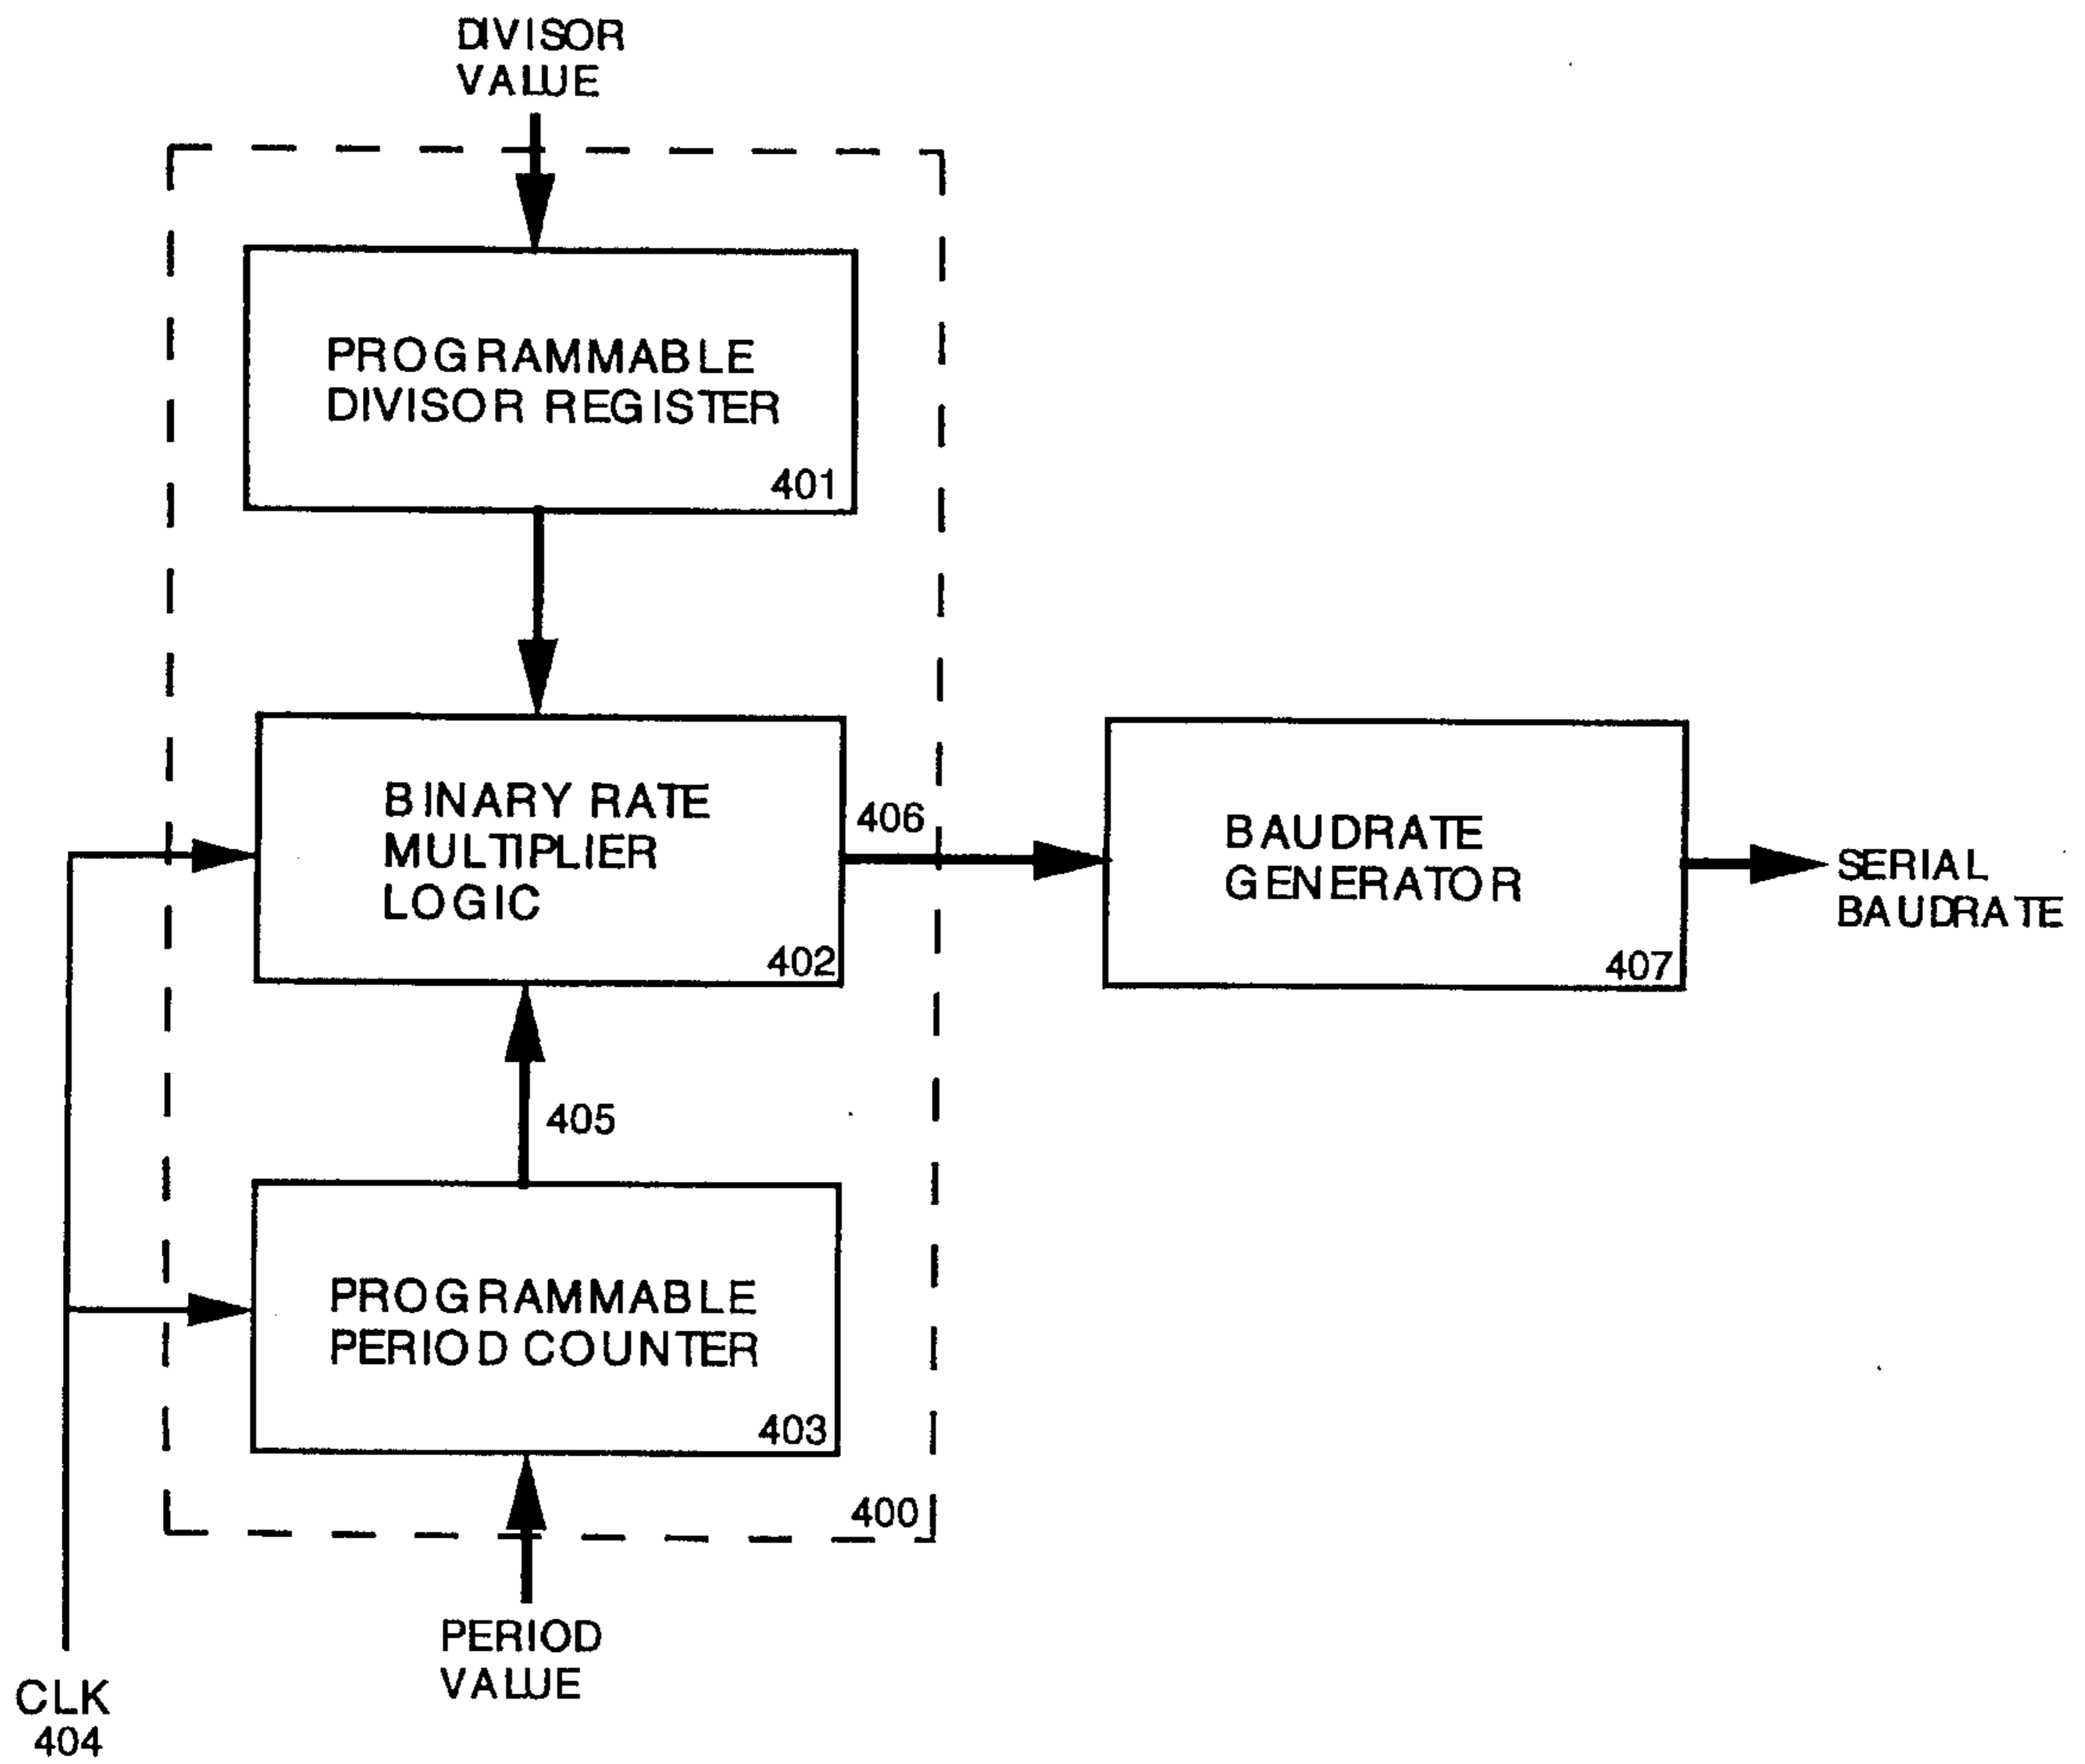 DIVISOR
VALUE
PROGRAMMABLE
DIVISOR REGISTER
401
BINARY RATE
MULTIPLIER
LOGIC
402
406
BAUDRATE
GENERATOR
407
SERIAL
BAUDRATE
405
PROGRAMMABLE
PERIOD COUNTER
403
400
PERIOD
VALUE
CLK
404